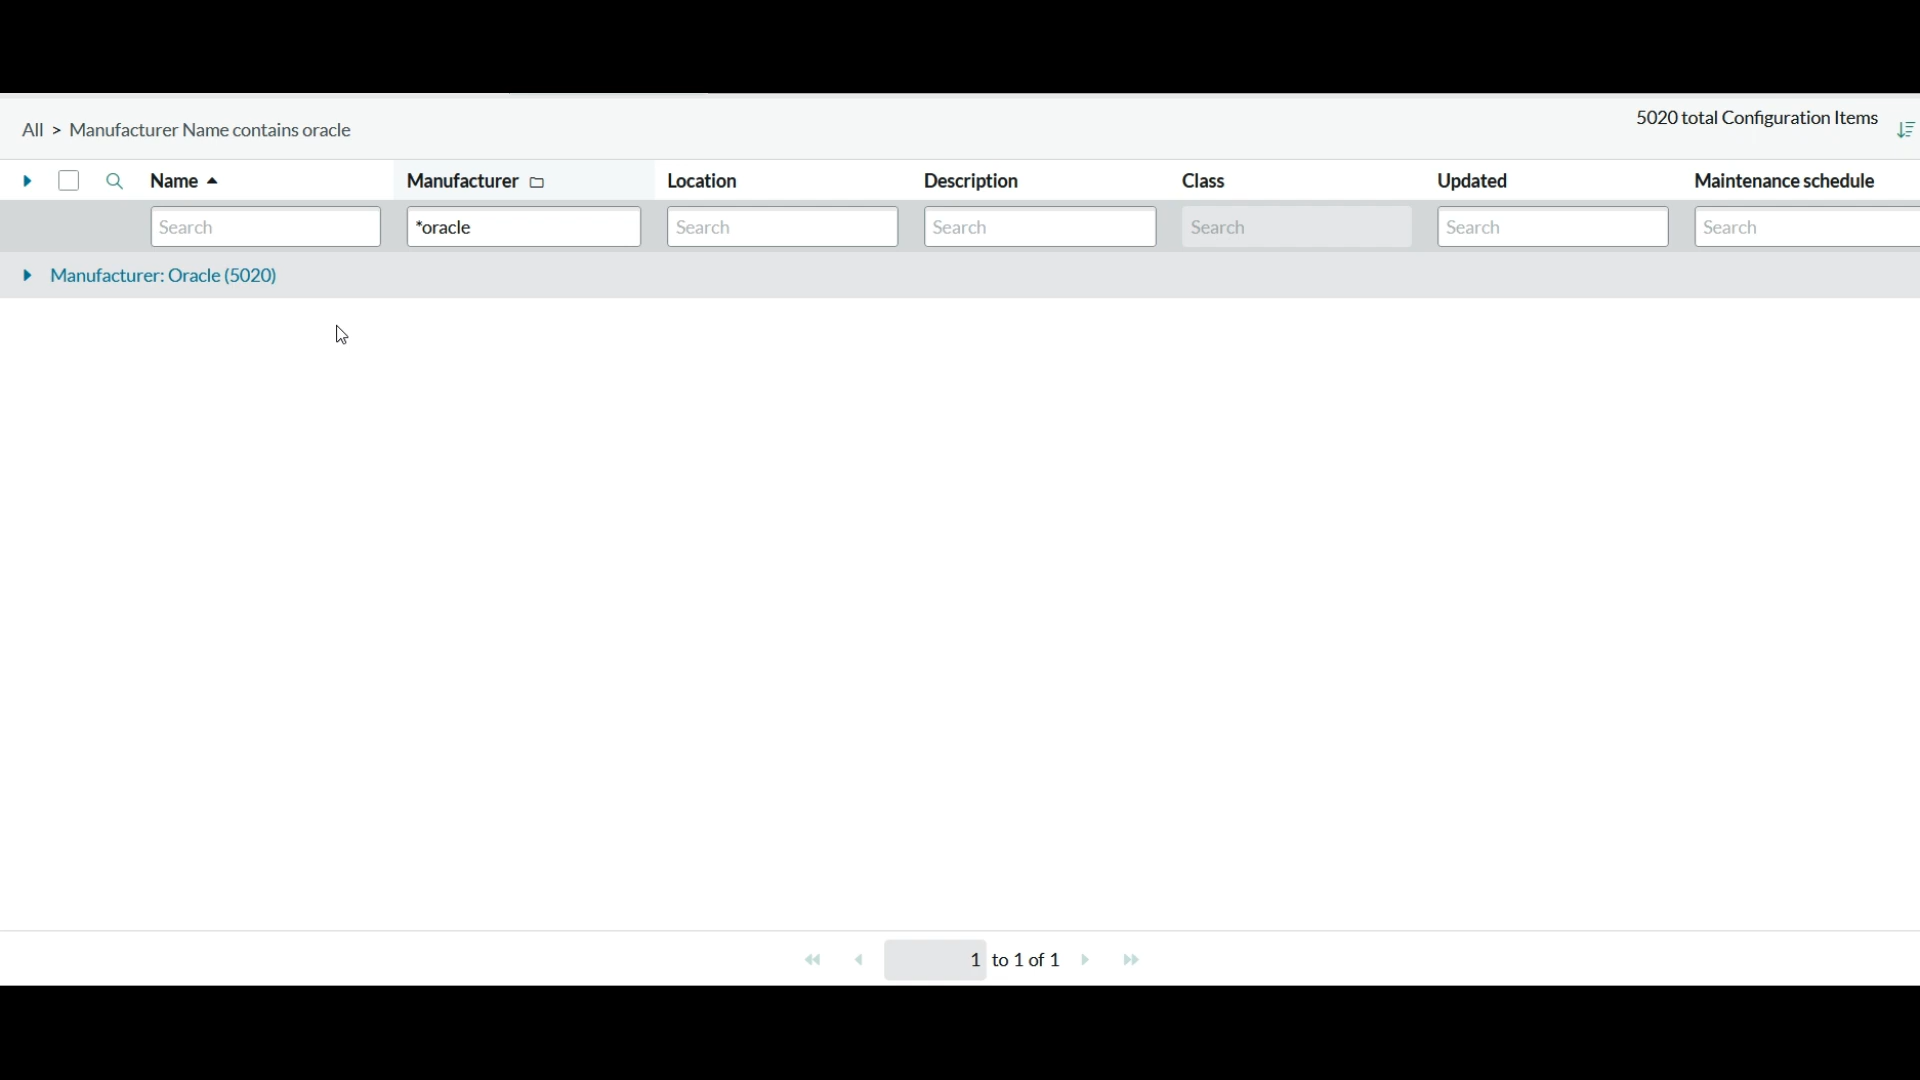 5020 total Configuration Items
All > Manufacturer Name contains oracle
Name Manufacturer Location Description Class Updated Maintenance schedule
Search *oracle Search Search Search Search Search
Manufacturer: Oracle (5020)
1 to 1 of 1